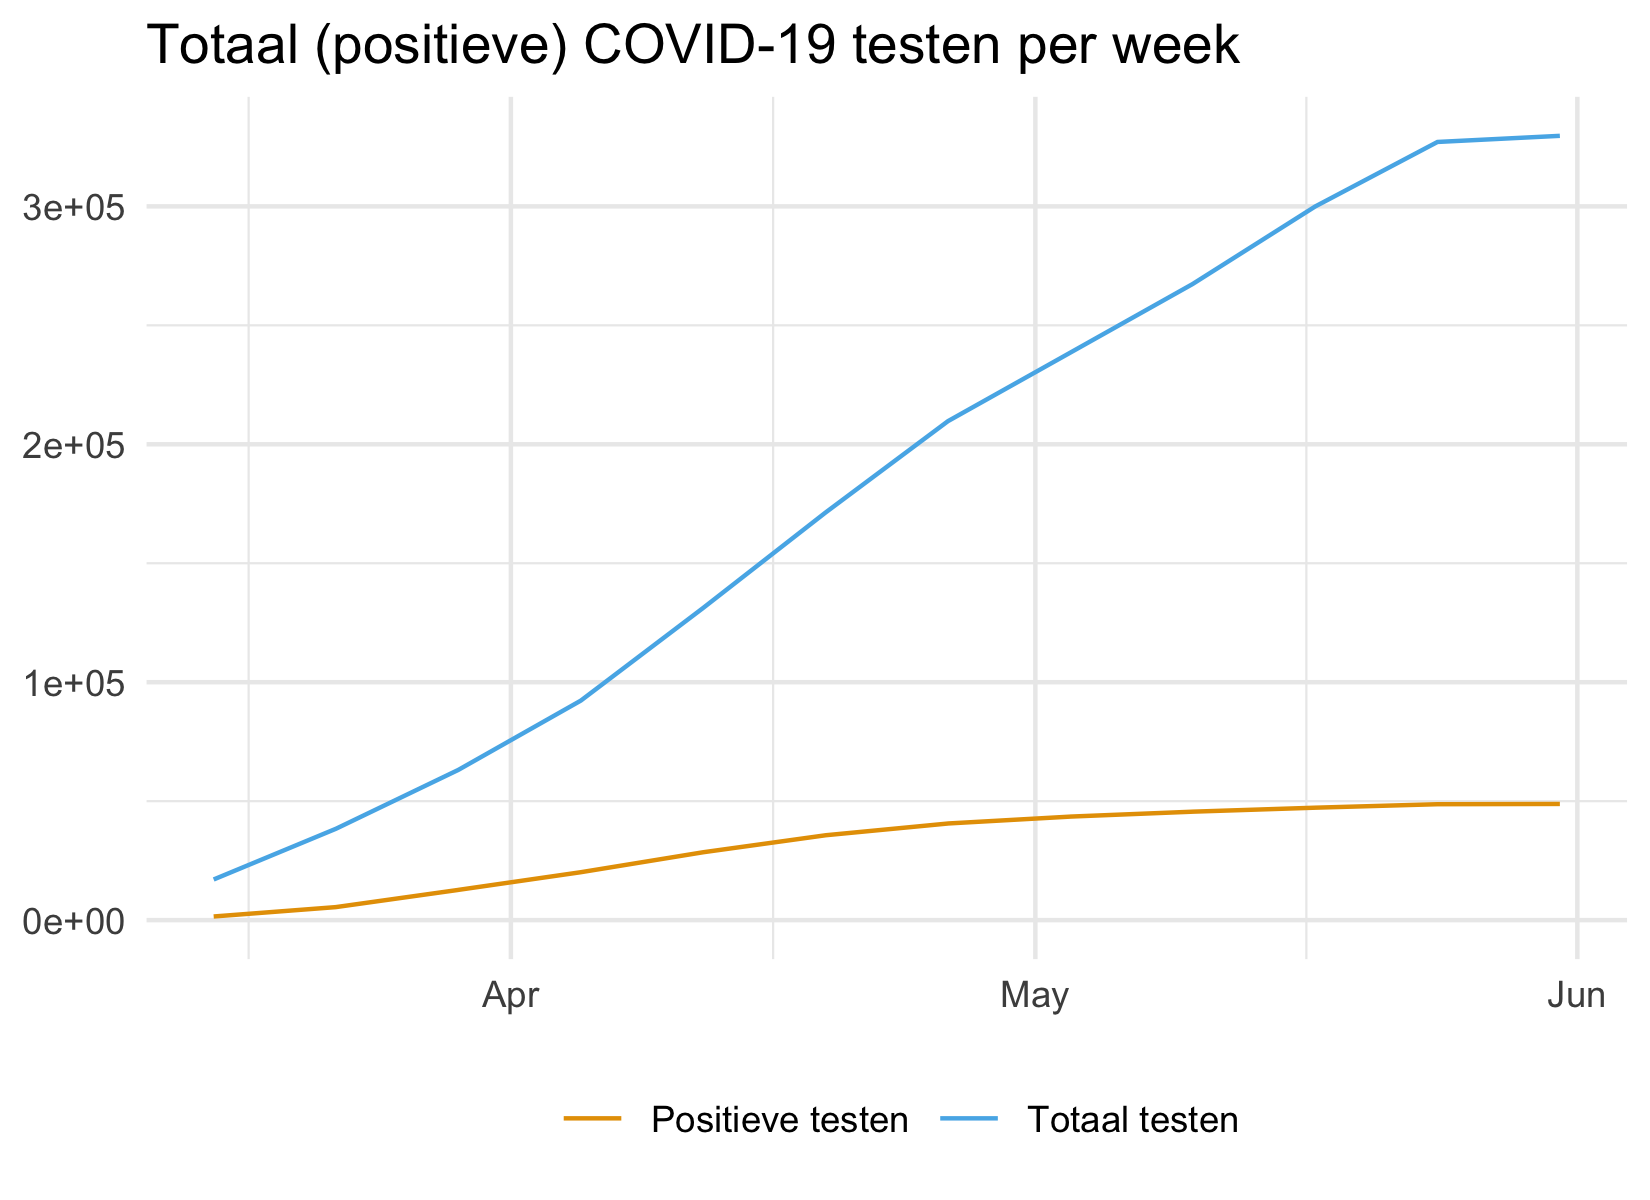 Totaal (positieve) COVID-19 testen per week
3e+05
2e+05
1e+05
0e+00
Apr May Jun
Positieve testen Totaal testen